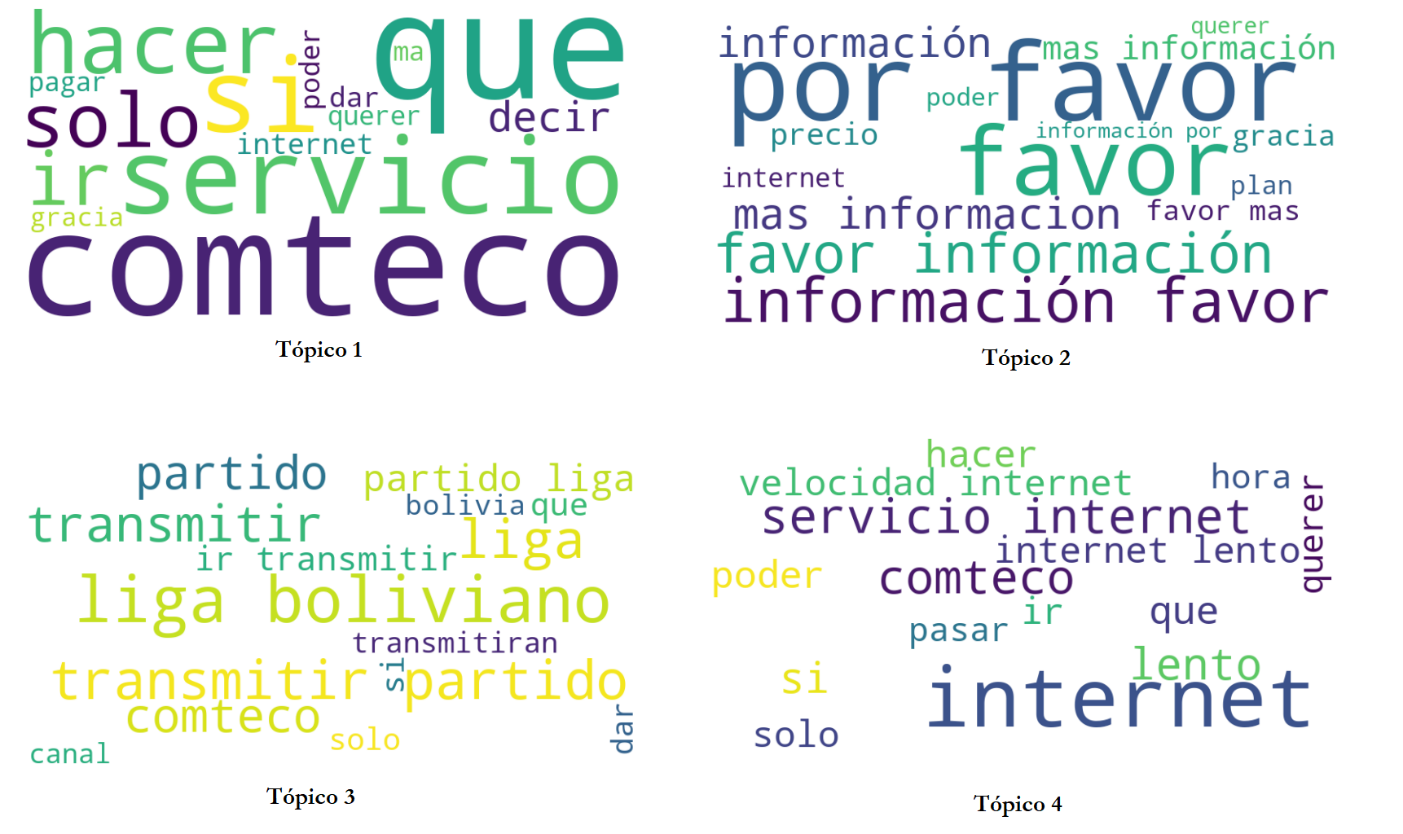 hacer
que
ma
poder
pagar
si
dar
solo
querer
decir
internet
ir
servicio
gracia
comteco
Tópico 1
querer
información
mas información
por favor
poder
precio
información por
gracia
favor
internet
plan
mas informacion
favor mas
favor información
información favor
Tópico 2
partido
partido liga
bolivia
que
transmitir
liga
ir transmitir
liga boliviano
transmitiran
si
transmitir partido
comteco
dar
solo
canal
Tópico 3
hacer
velocidad internet
hora
servicio internet
querer
internet lento
poder
comteco
ir
que
pasar
lento
si
internet
solo
Tópico 4